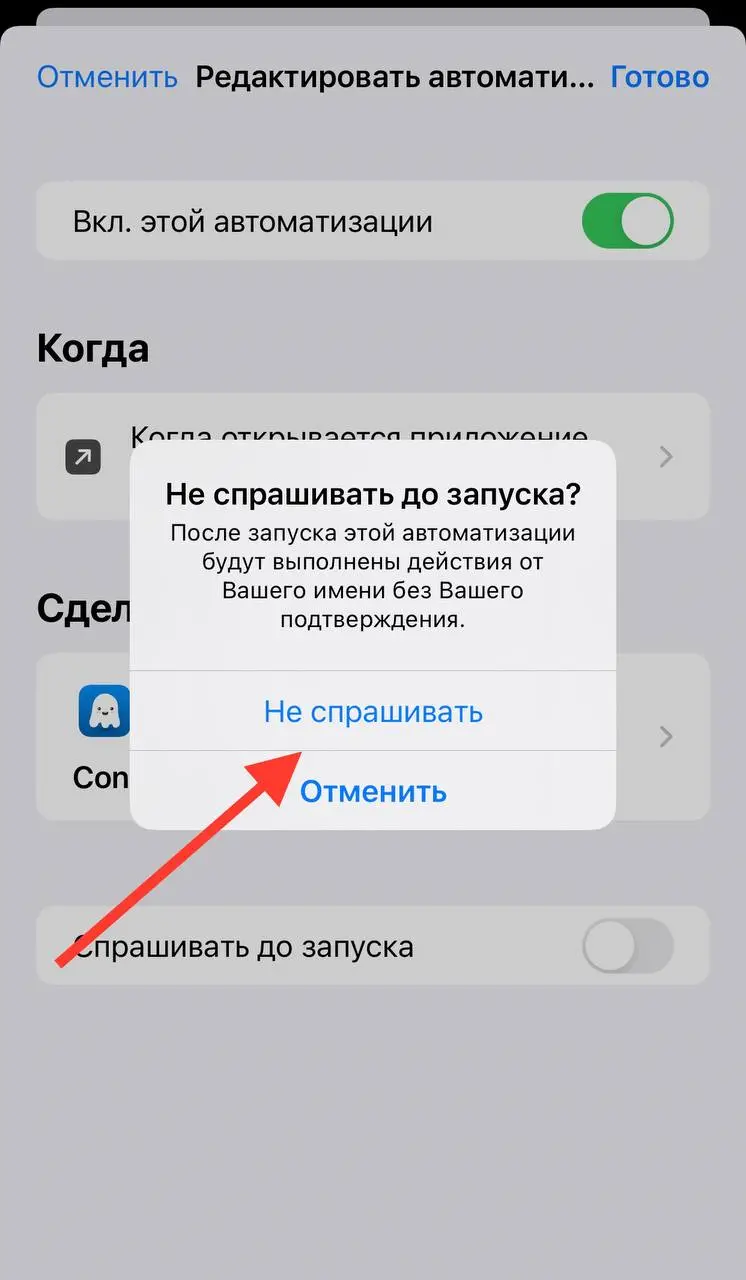 Отменить Редактировать автомати... Готово
Вкл. этой автоматизации
Когда
Когда открывается приложение
Не спрашивать до запуска?
После запуска этой автоматизации
будут выполнены действия от
Вашего имени без Вашего
подтверждения.
Сдел
Не спрашивать
Con
Отменить
Спрашивать до запуска